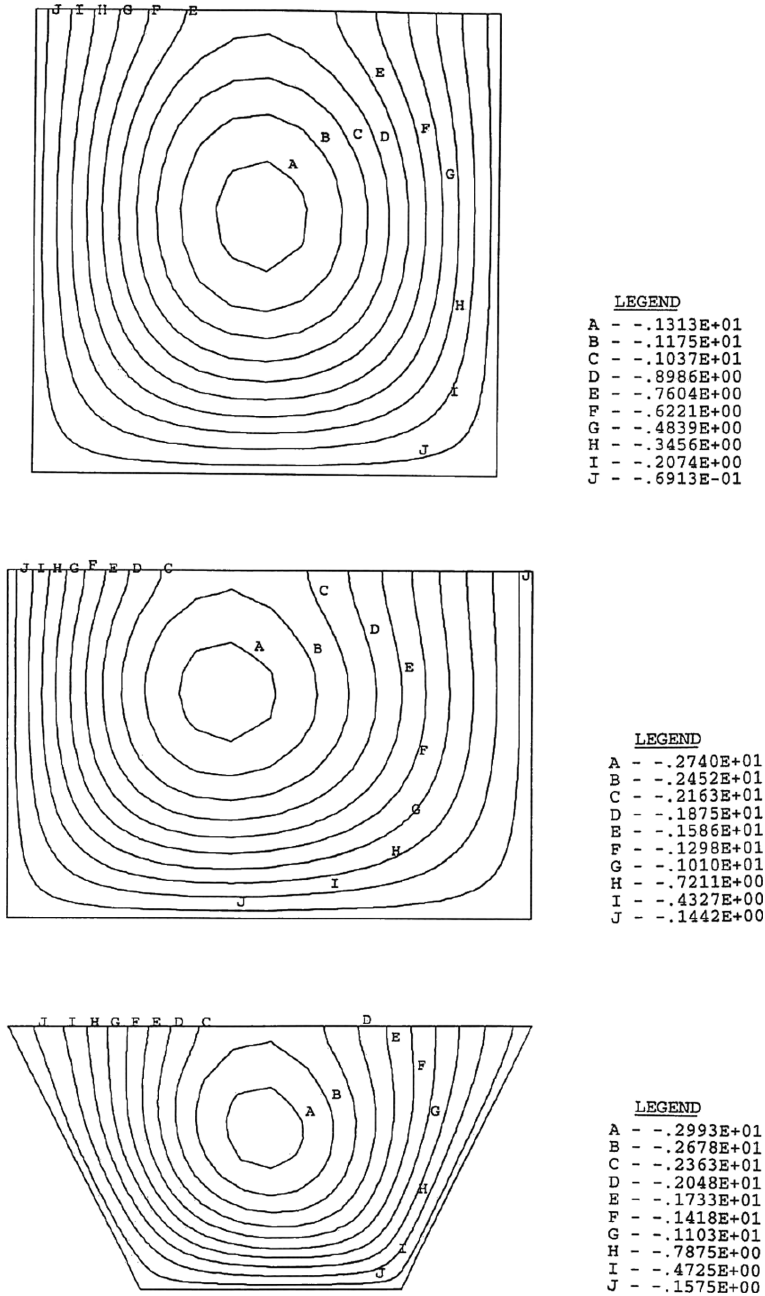 J I H G F E
E
B C D F
A
G
H
I
J
LEGEND
A - -.1313E+01
B - -.1175E+01
C - -.1037E+01
D - -.8986E+00
E - -.7604E+00
F - -.6221E+00
G - -.4839E+00
H - -.3456E+00
I - -.2074E+00
J - -.6913E-01
J I H G F E D C J
C
D
A B
E
F
G
H
I
J
LEGEND
A - -.2740E+01
B - -.2452E+01
C - -.2163E+01
D - -.1875E+01
E - -.1586E+01
F - -.1298E+01
G - -.1010E+01
H - -.7211E+00
I - -.4327E+00
J - -.1442E+00
J I H G F E D C D
E
F
B
A G
H
I
J
LEGEND
A - -.2993E+01
B - -.2678E+01
C - -.2363E+01
D - -.2048E+01
E - -.1733E+01
F - -.1418E+01
G - -.1103E+01
H - -.7875E+00
I - -.4725E+00
J - -.1575E+00